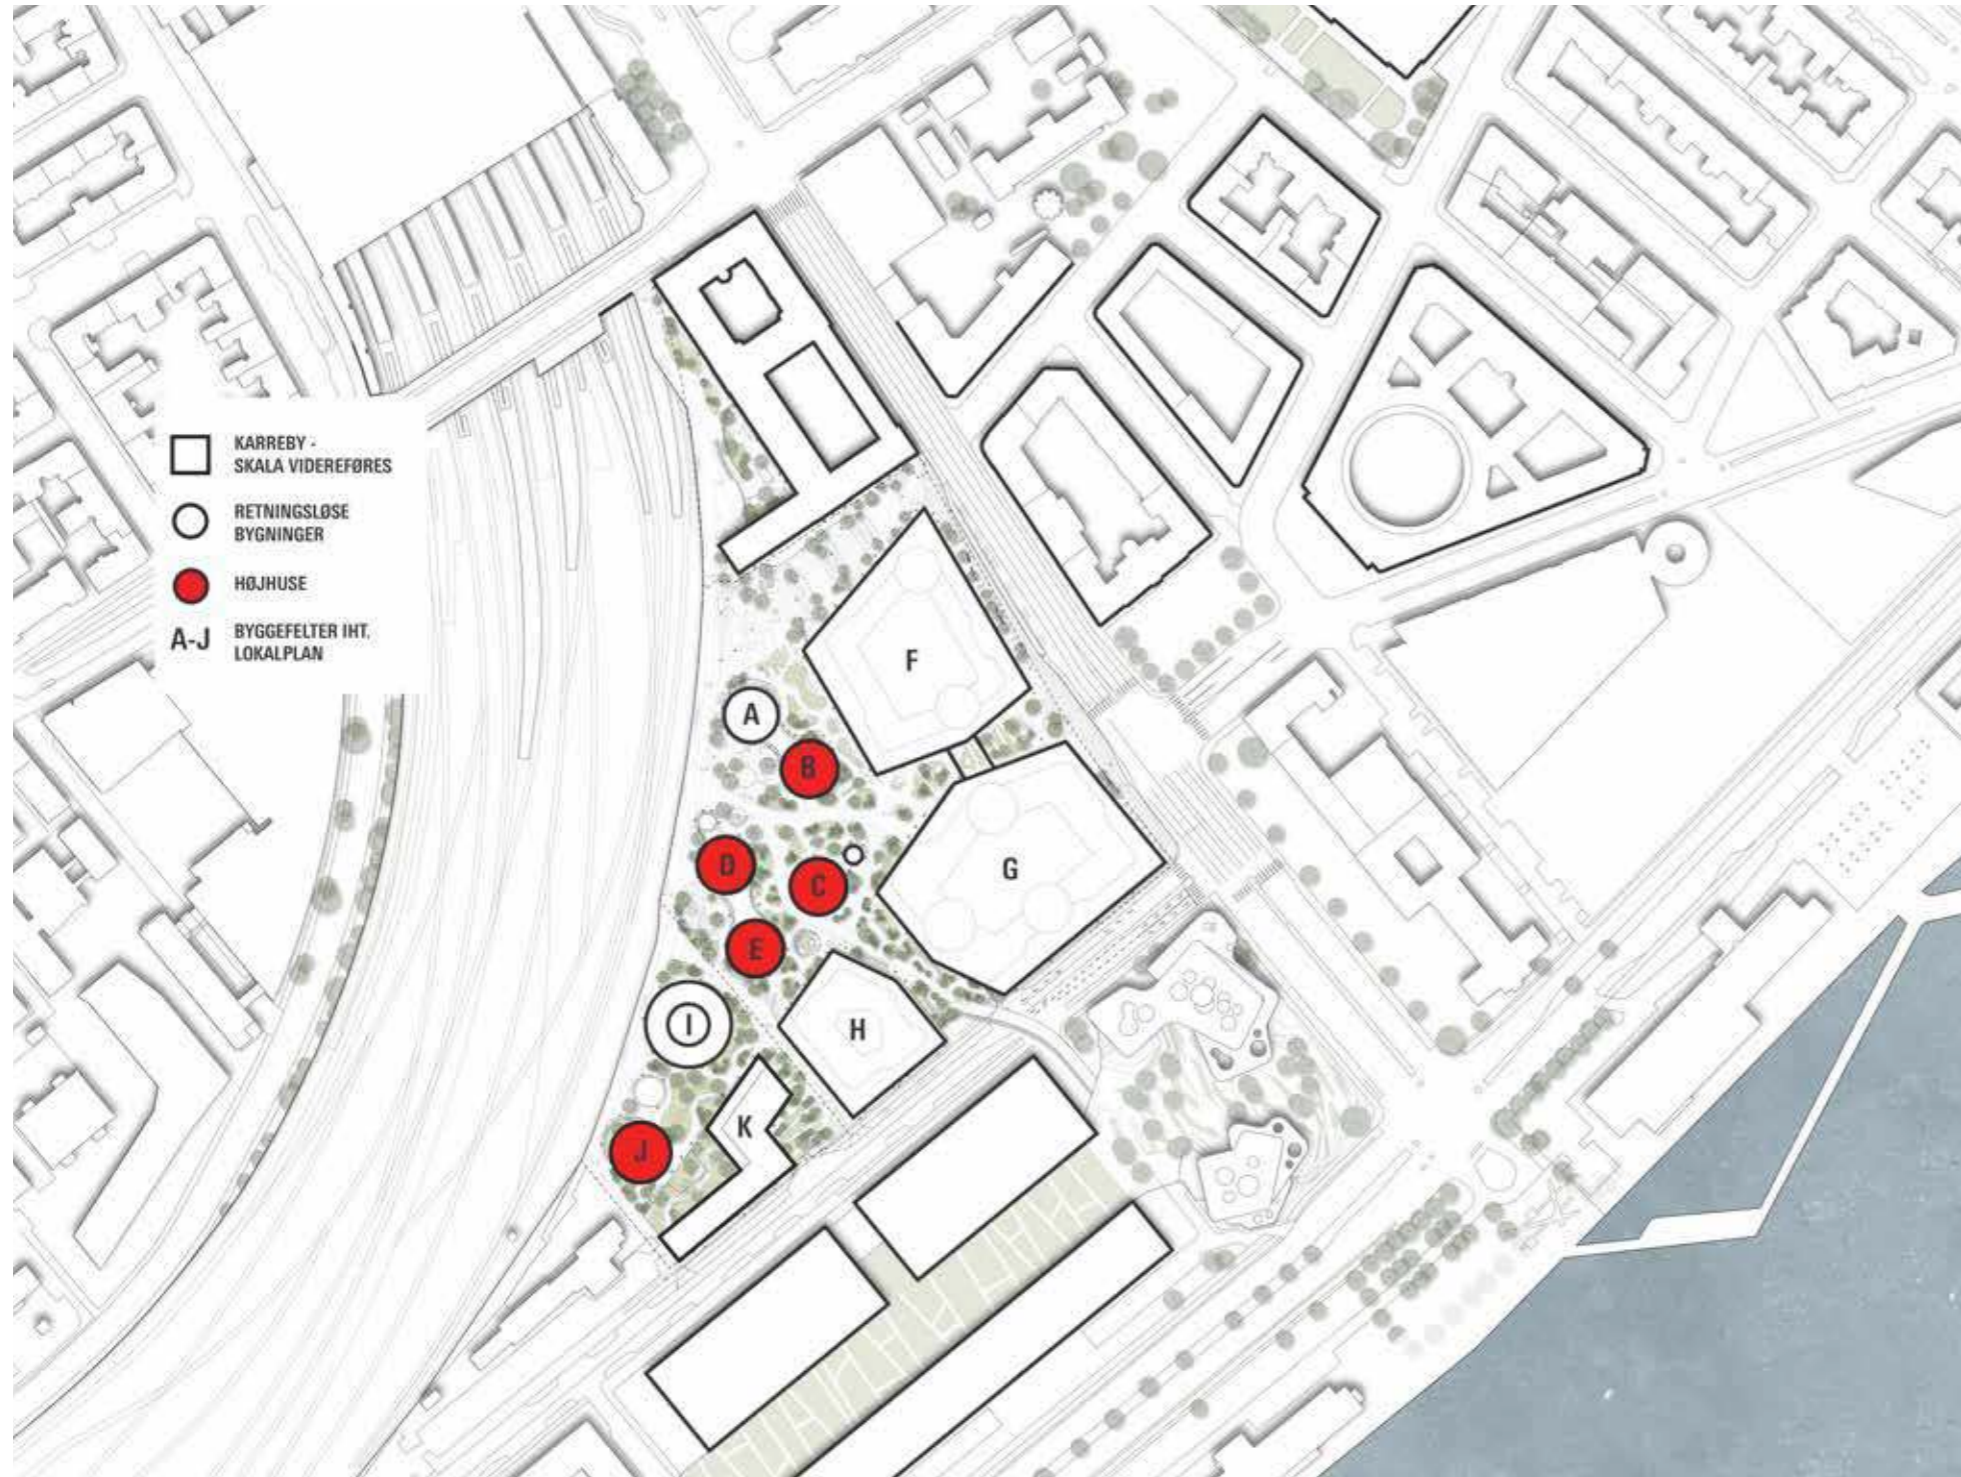 KARREBY -
SKALA VIDEREFØRES
RETNINGSLØSE
BYGNINGER
HØJHUSE
A-J
BYGGEFELTER IHT.
LOKALPLAN
F
A
B
D
C
G
E
I
H
K
J